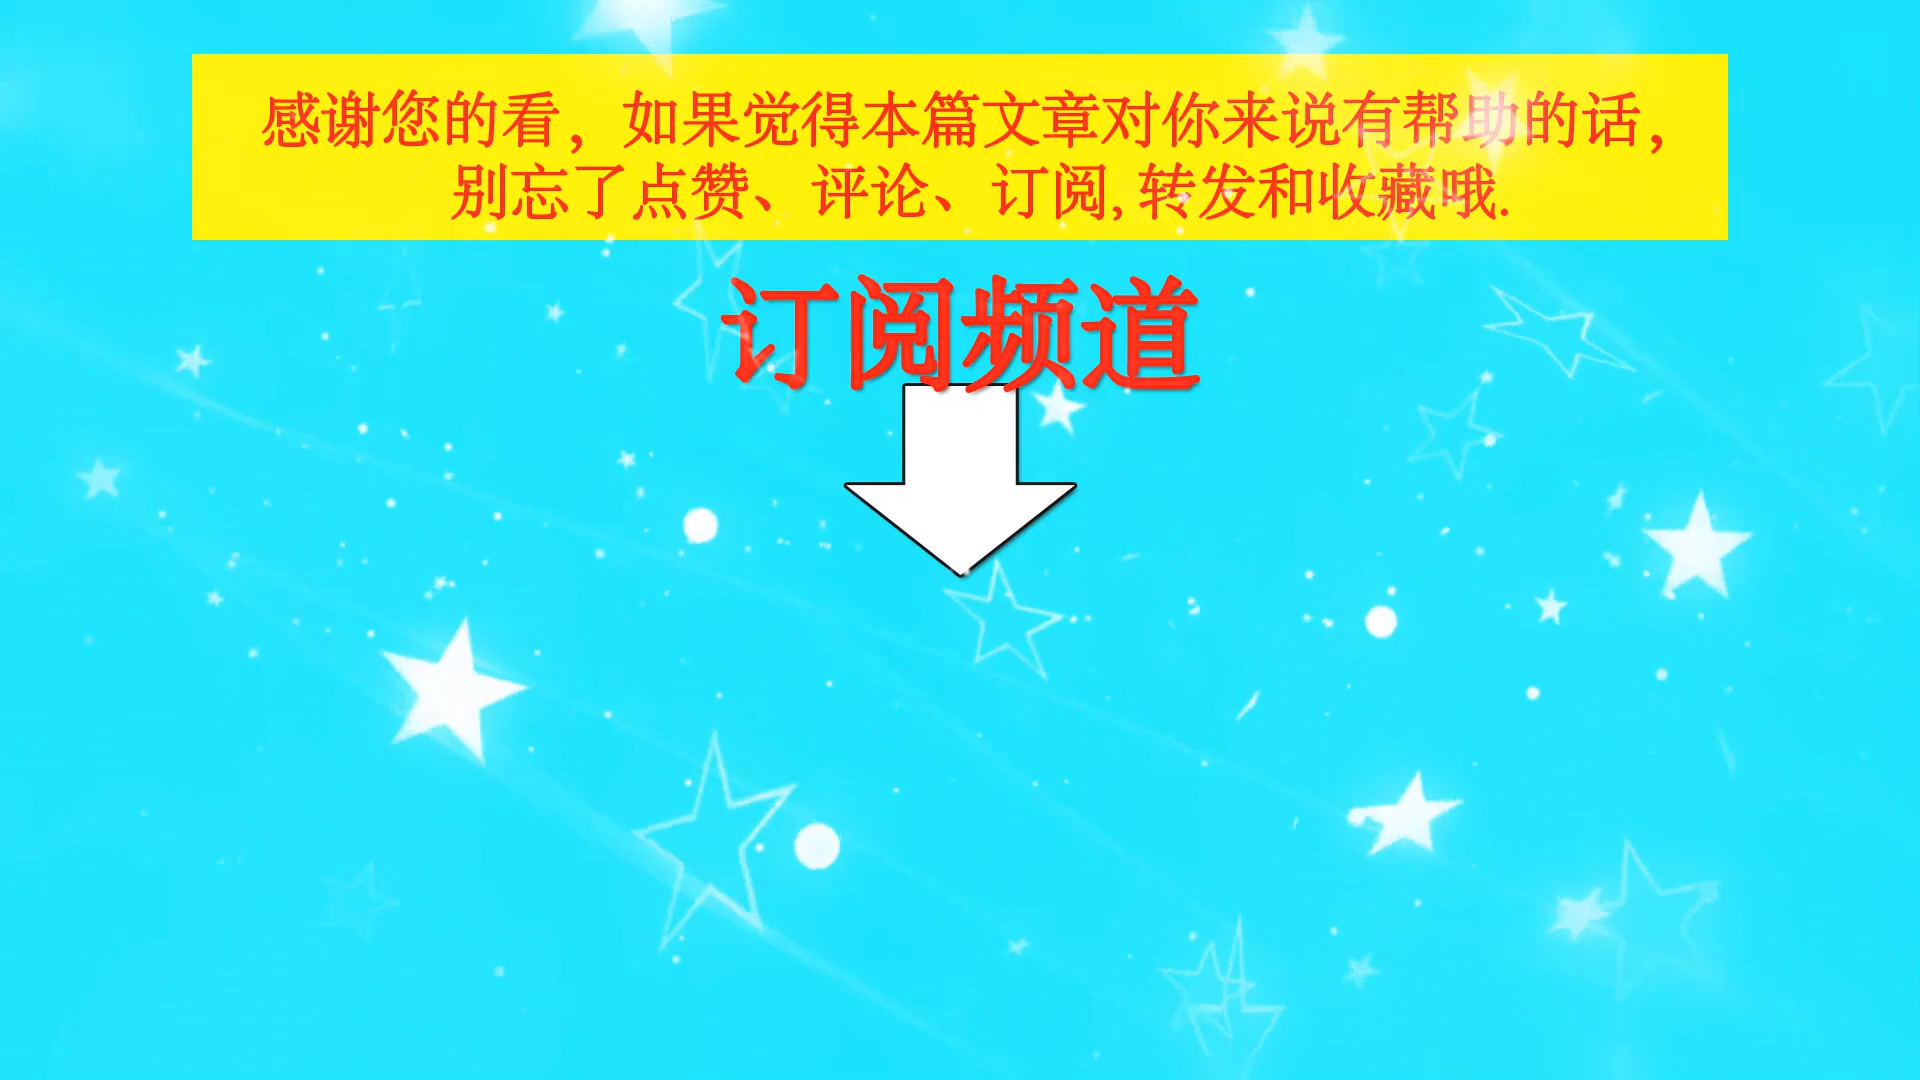 感谢您的看，如果觉得本篇文章对你来说有帮助的话，
别忘了点赞、评论、订阅,转发和收藏哦.
订阅频道